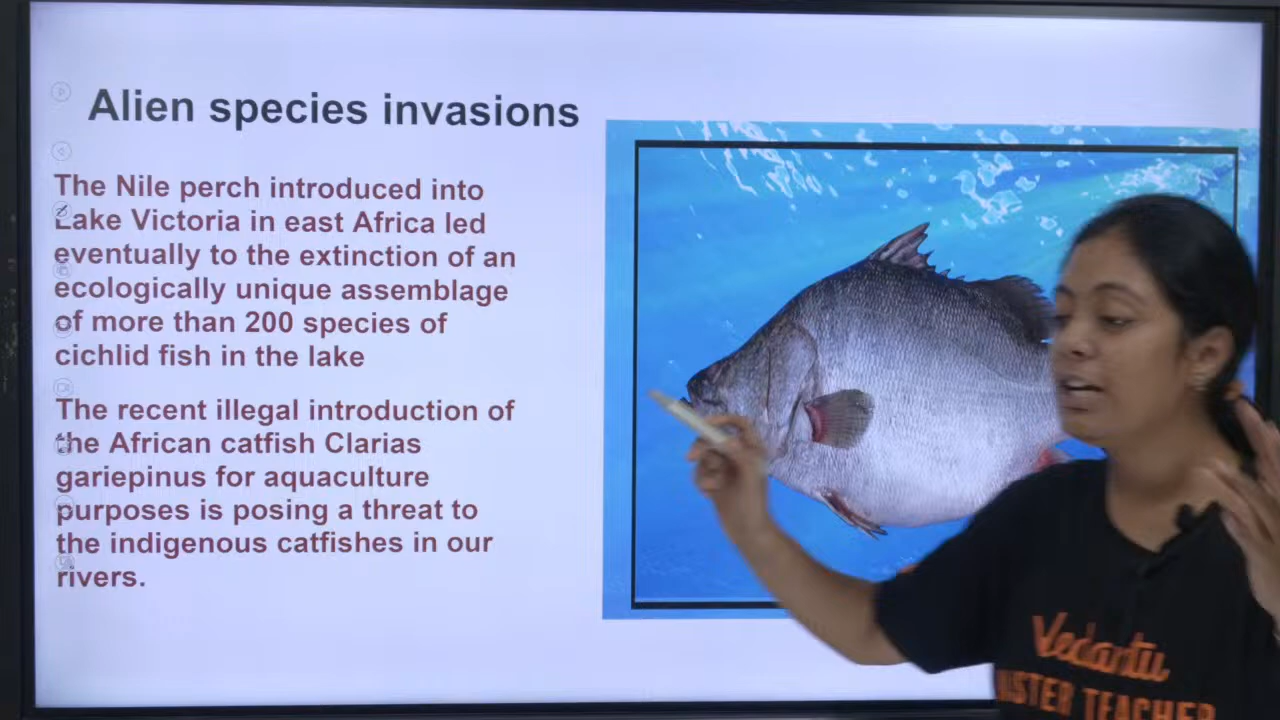 Alien species invasions
The Nile perch introduced into
Lake Victoria in east Africa led
eventually to the extinction of an
ecologically unique assemblage
of more than 200 species of
cichlid fish in the lake
The recent illegal introduction of
the African catfish Clarias
gariepinus for aquaculture
purposes is posing a threat to
the indigenous catfishes in our
rivers.
Vedantu
MASTER TEACHER